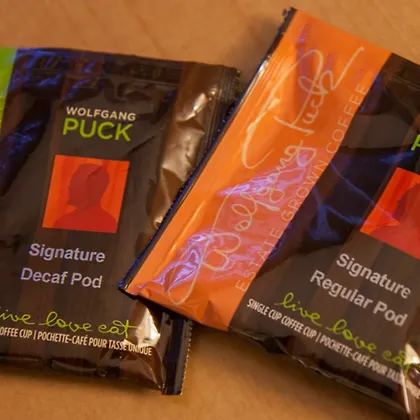 WOLFGANG
PUCK
Signature
Decaf Pod
live love eat
COFFEE CUP | POCHETTE-CAFÉ POUR TASSE UNIQUE
Wolfgang Puck
ESTATE GROWN COFFEE
PUCK
Signature
Regular Pod
live love eat
SINGLE CUP COFFEE CUP | POCHETTE-CAFÉ POUR